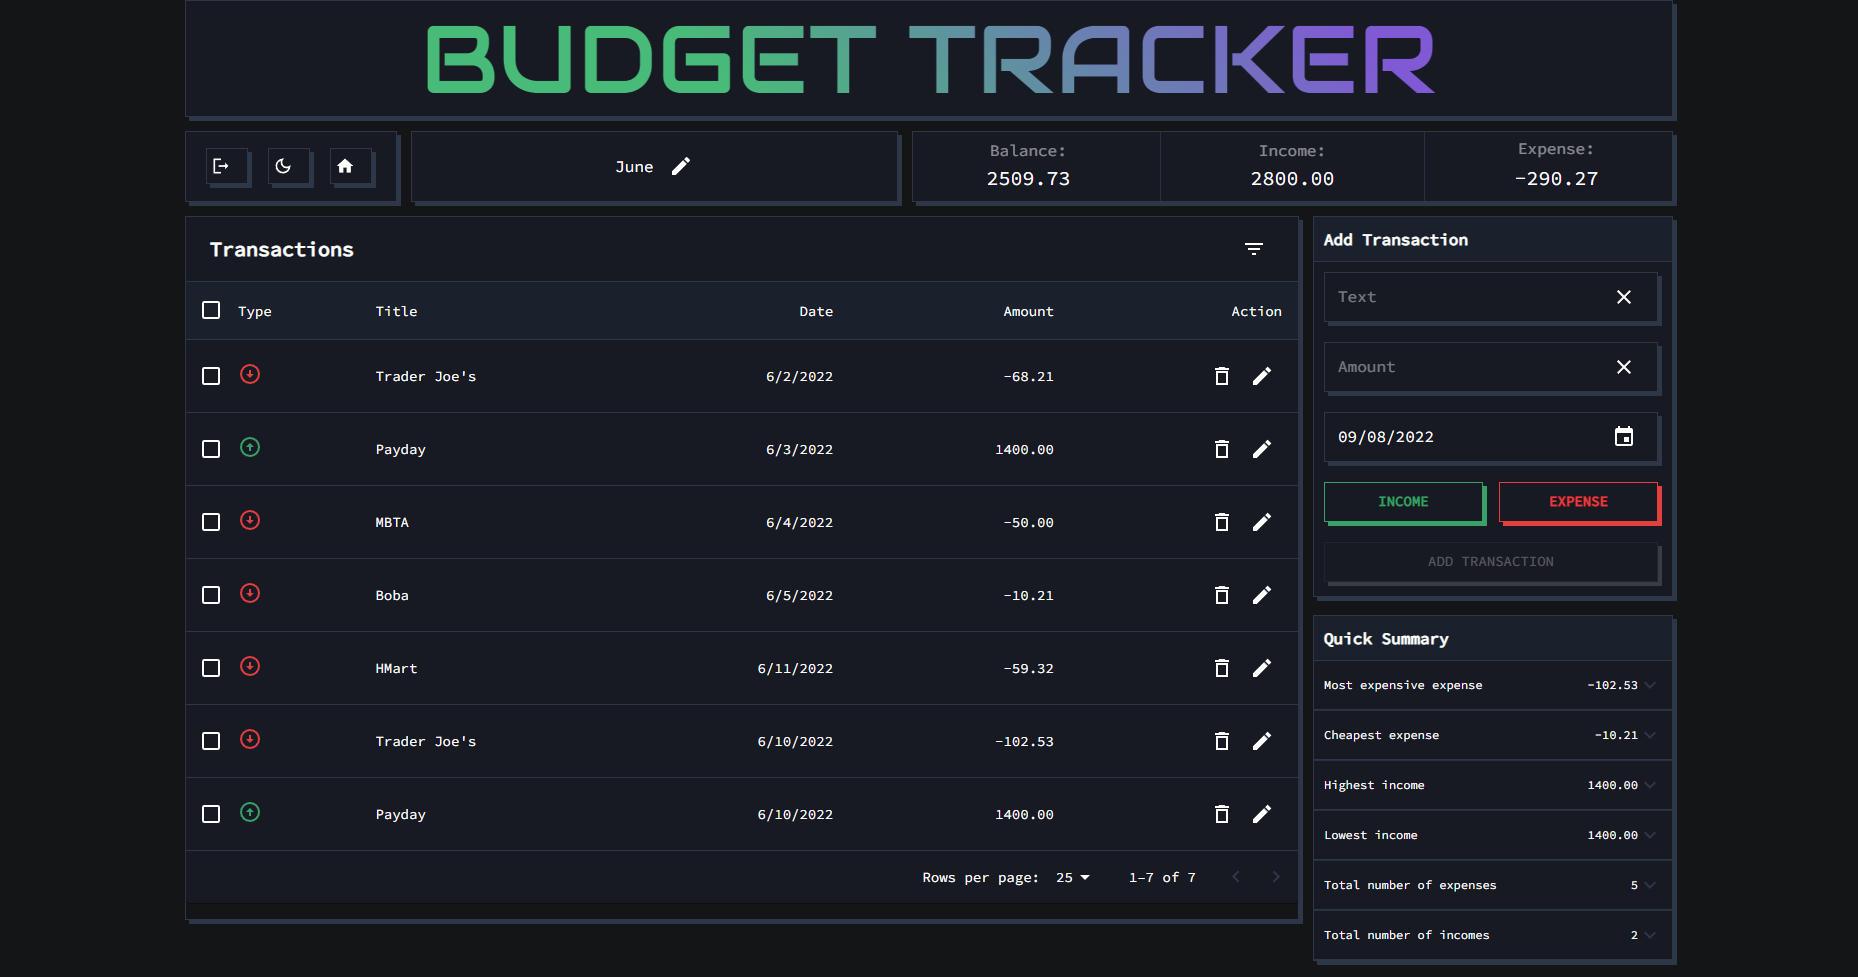 BUDGET TRACKER
June
Balance:
2509.73
Income:
2800.00
Expense:
-290.27
Transactions
Type Title Date Amount Action
Trader Joe's 6/2/2022 -68.21
Payday 6/3/2022 1400.00
MBTA 6/4/2022 -50.00
Boba 6/5/2022 -10.21
HMart 6/11/2022 -59.32
Trader Joe's 6/10/2022 -102.53
Payday 6/10/2022 1400.00
Rows per page: 25 1–7 of 7
Add Transaction
Text
Amount
09/08/2022
INCOME EXPENSE
ADD TRANSACTION
Quick Summary
Most expensive expense -102.53
Cheapest expense -10.21
Highest income 1400.00
Lowest income 1400.00
Total number of expenses 5
Total number of incomes 2